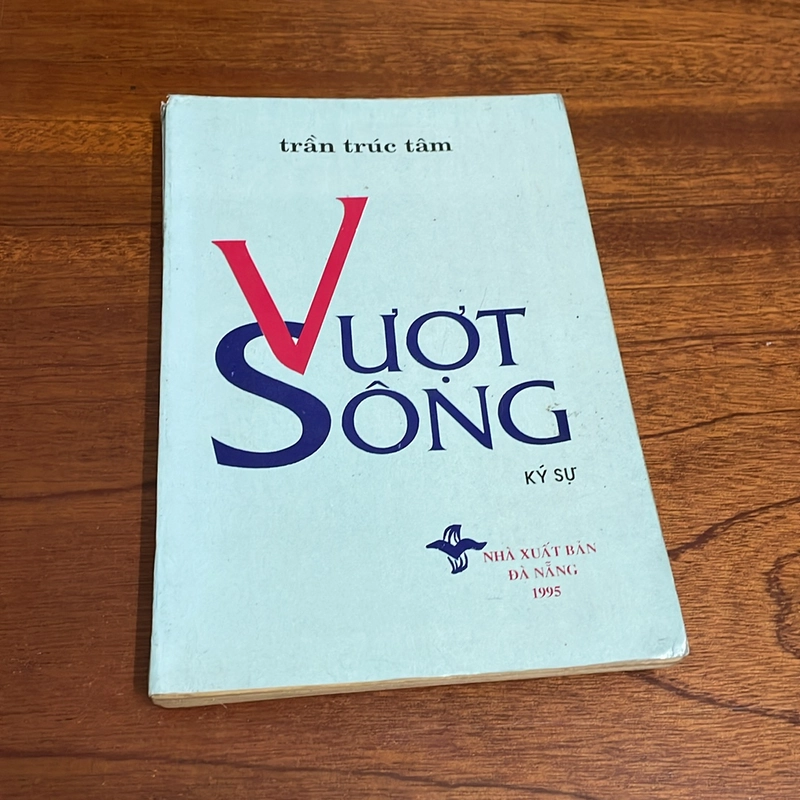 trần trúc tâm
VƯỢT
SÔNG
KÝ SỰ
NHÀ XUẤT BẢN
ĐÀ NẴNG
1995